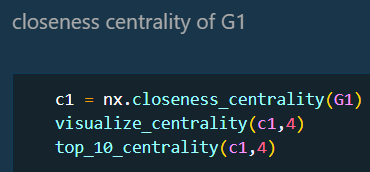 closeness centrality of G1
c1 = nx.closeness_centrality(G1)
visualize_centrality(c1,4)
top_10_centrality(c1,4)